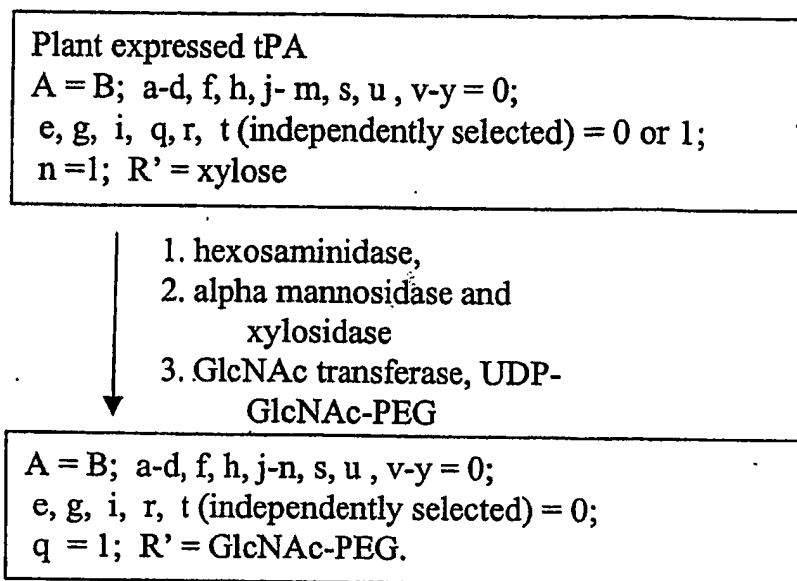 Plant expressed tPA
A = B; a-d, f, h, j- m, s, u , v-y = 0;
e, g, i, q, r, t (independently selected) = 0 or 1;
n =1; R’ = xylose
1. hexosaminidase,
2. alpha mannosidase and
xylosidase
3. GlcNAc transferase, UDP-
GlcNAc-PEG
A = B; a-d, f, h, j-n, s, u , v-y = 0;
e, g, i, r, t (independently selected) = 0;
q = 1; R’ = GlcNAc-PEG.